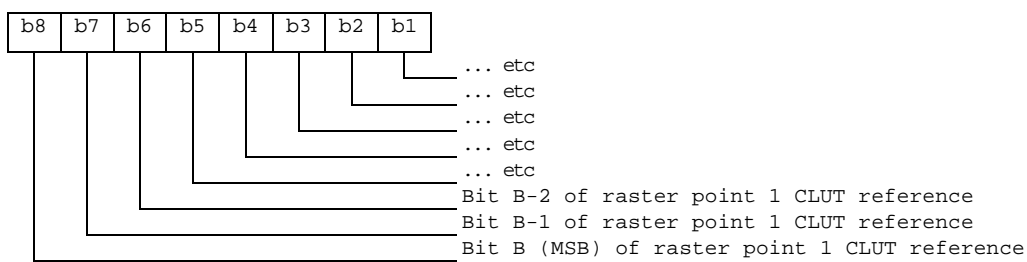 b8 b7 b6 b5 b4 b3 b2 b1
... etc
... etc
... etc
... etc
... etc
Bit B-2 of raster point 1 CLUT reference
Bit B-1 of raster point 1 CLUT reference
Bit B (MSB) of raster point 1 CLUT reference